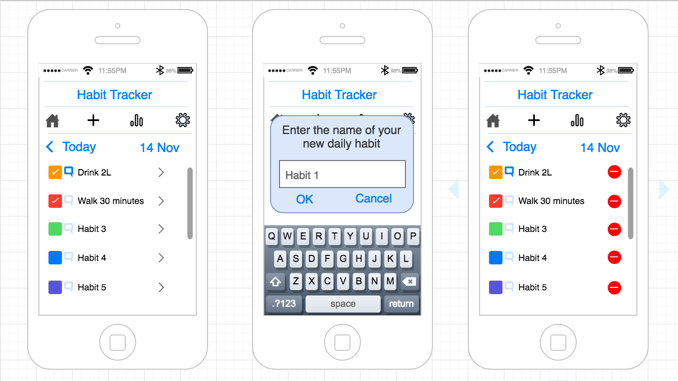 CARRIER 11:55PM 98%
Habit Tracker
Today 14 Nov
Drink 2L
Walk 30 minutes
Habit 3
Habit 4
Habit 5
CARRIER 11:55PM 98%
Habit Tracker
Enter the name of your
new daily habit
Habit 1
OK Cancel
Q W E R T Y U I O P
A S D F G H J K L
Z X C V B N M
.?123 space return
CARRIER 11:55PM 98%
Habit Tracker
Today 14 Nov
Drink 2L
Walk 30 minutes
Habit 3
Habit 4
Habit 5